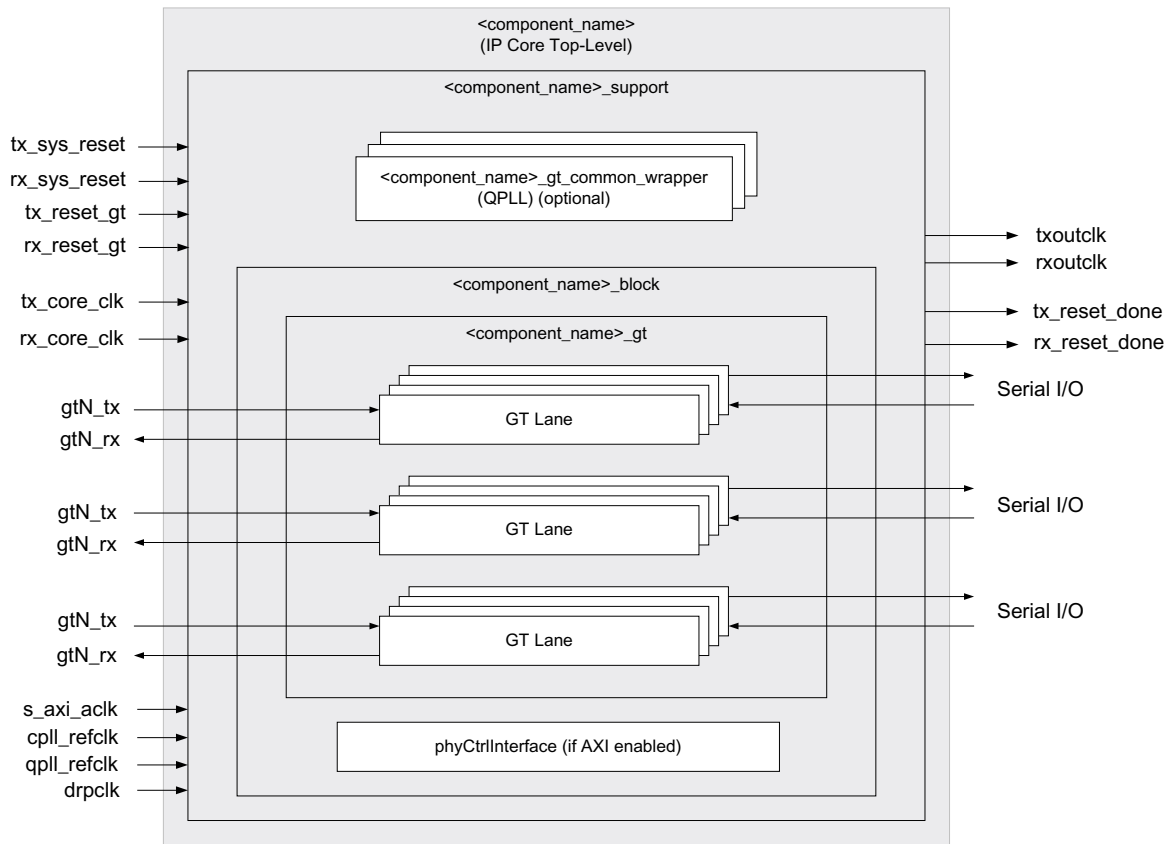 <component_name>
(IP Core Top-Level)
<component_name>_support
tx_sys_reset
rx_sys_reset
tx_reset_gt
rx_reset_gt
<component_name>_gt_common_wrapper
(QPLL) (optional)
txoutclk
rxoutclk
tx_core_clk
rx_core_clk
<component_name>_block
tx_reset_done
rx_reset_done
<component_name>_gt
gtN_tx
gtN_rx
GT Lane
Serial I/O
gtN_tx
gtN_rx
GT Lane
Serial I/O
gtN_tx
gtN_rx
GT Lane
Serial I/O
s_axi_aclk
cpll_refclk
qpll_refclk
drpclk
phyCtrlInterface (if AXI enabled)